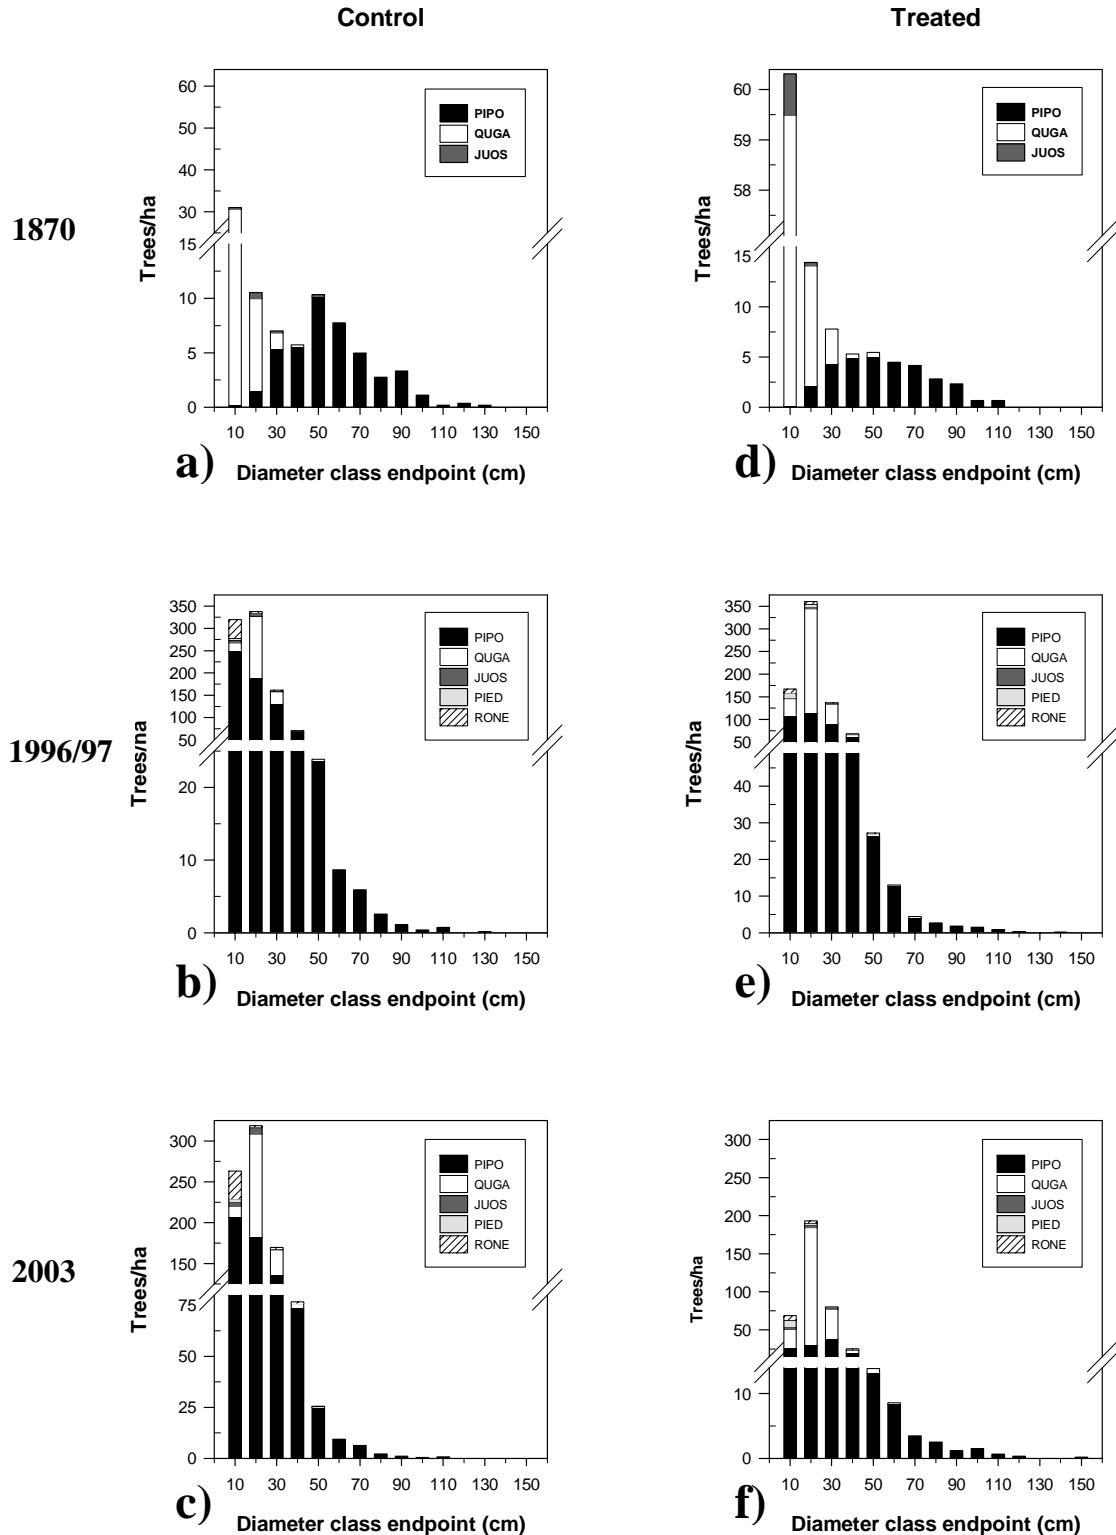 Control Treated
1870
60
50
40
30
15
10
5
0
Trees/ha
PIPO
QUGA
JUOS
10 30 50 70 90 110 130 150
a) Diameter class endpoint (cm)
60
59
58
15
10
5
0
Trees/ha
PIPO
QUGA
JUOS
10 30 50 70 90 110 130 150
d) Diameter class endpoint (cm)
1996/97
350
300
250
200
150
100
50
20
10
0
Trees/ha
PIPO
QUGA
JUOS
PIED
RONE
10 30 50 70 90 110 130 150
b) Diameter class endpoint (cm)
350
300
250
200
150
100
50
40
30
20
10
0
Trees/ha
PIPO
QUGA
JUOS
PIED
RONE
10 30 50 70 90 110 130 150
e) Diameter class endpoint (cm)
2003
300
250
200
150
75
50
25
0
Trees/ha
PIPO
QUGA
JUOS
PIED
RONE
10 30 50 70 90 110 130 150
c) Diameter class endpoint (cm)
300
250
200
150
100
50
10
0
Trees/ha
PIPO
QUGA
JUOS
PIED
RONE
10 30 50 70 90 110 130 150
f) Diameter class endpoint (cm)